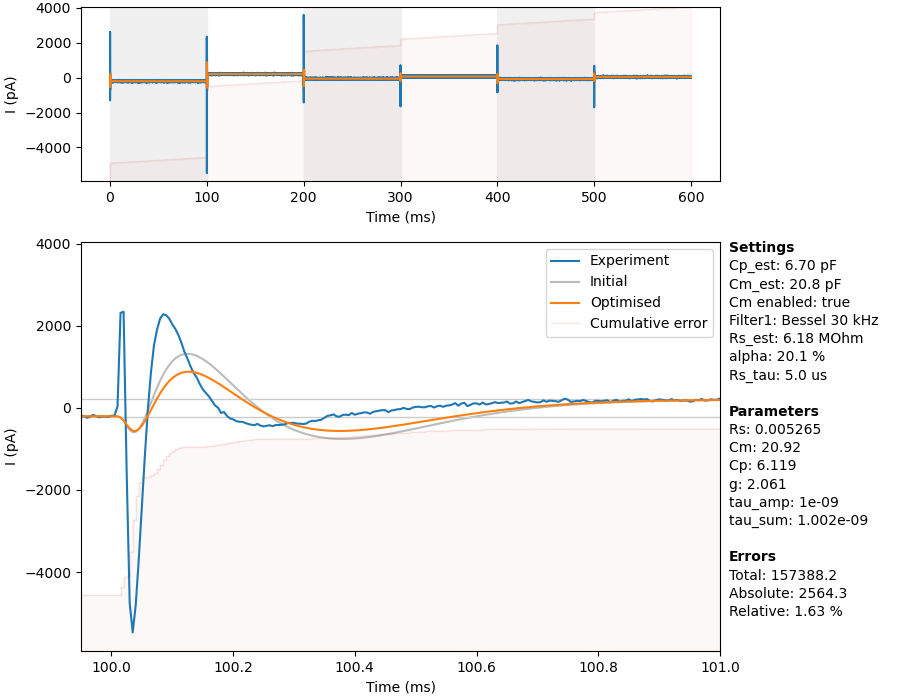 4000
2000
0
−2000
−4000
I (pA)
0
100
200
300
400
500
600
Time (ms)
4000
2000
0
−2000
−4000
I (pA)
Experiment
Initial
Optimised
Cumulative error
100.0
100.2
100.4
100.6
100.8
101.0
Time (ms)
Settings
Cp_est: 6.70 pF
Cm_est: 20.8 pF
Cm enabled: true
Filter1: Bessel 30 kHz
Rs_est: 6.18 MOhm
alpha: 20.1 %
Rs_tau: 5.0 us
Parameters
Rs: 0.005265
Cm: 20.92
Cp: 6.119
g: 2.061
tau_amp: 1e-09
tau_sum: 1.002e-09
Errors
Total: 157388.2
Absolute: 2564.3
Relative: 1.63 %